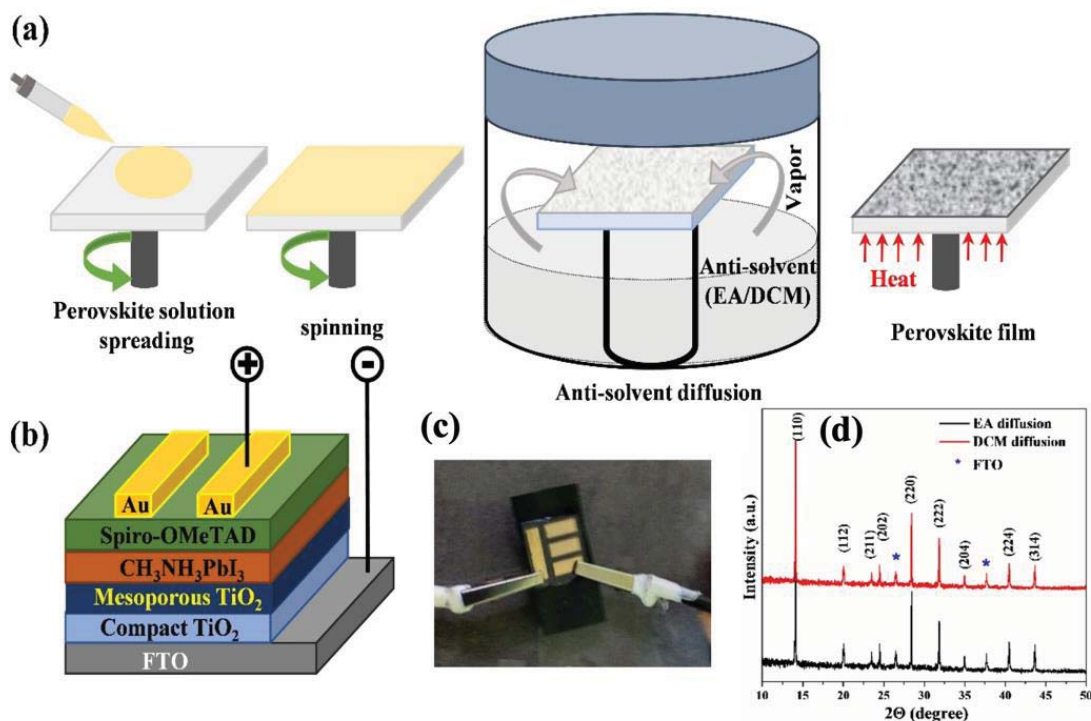 (a)
Perovskite solution
spreading
spinning
Vapor
Anti-solvent
(EA/DCM)
Anti-solvent diffusion
Heat
Perovskite film
(b)
+
-
Au
Au
Spiro-OMeTAD
CH₃NH₃PbI₃
Mesoporous TiO₂
Compact TiO₂
FTO
(c)
(d)
EA diffusion
DCM diffusion
* FTO
(110)
(112)
(211)
(202)
*
(220)
(222)
(204)
*
(224)
(314)
Intensity (a.u.)
10 15 20 25 30 35 40 45 50
2Θ (degree)